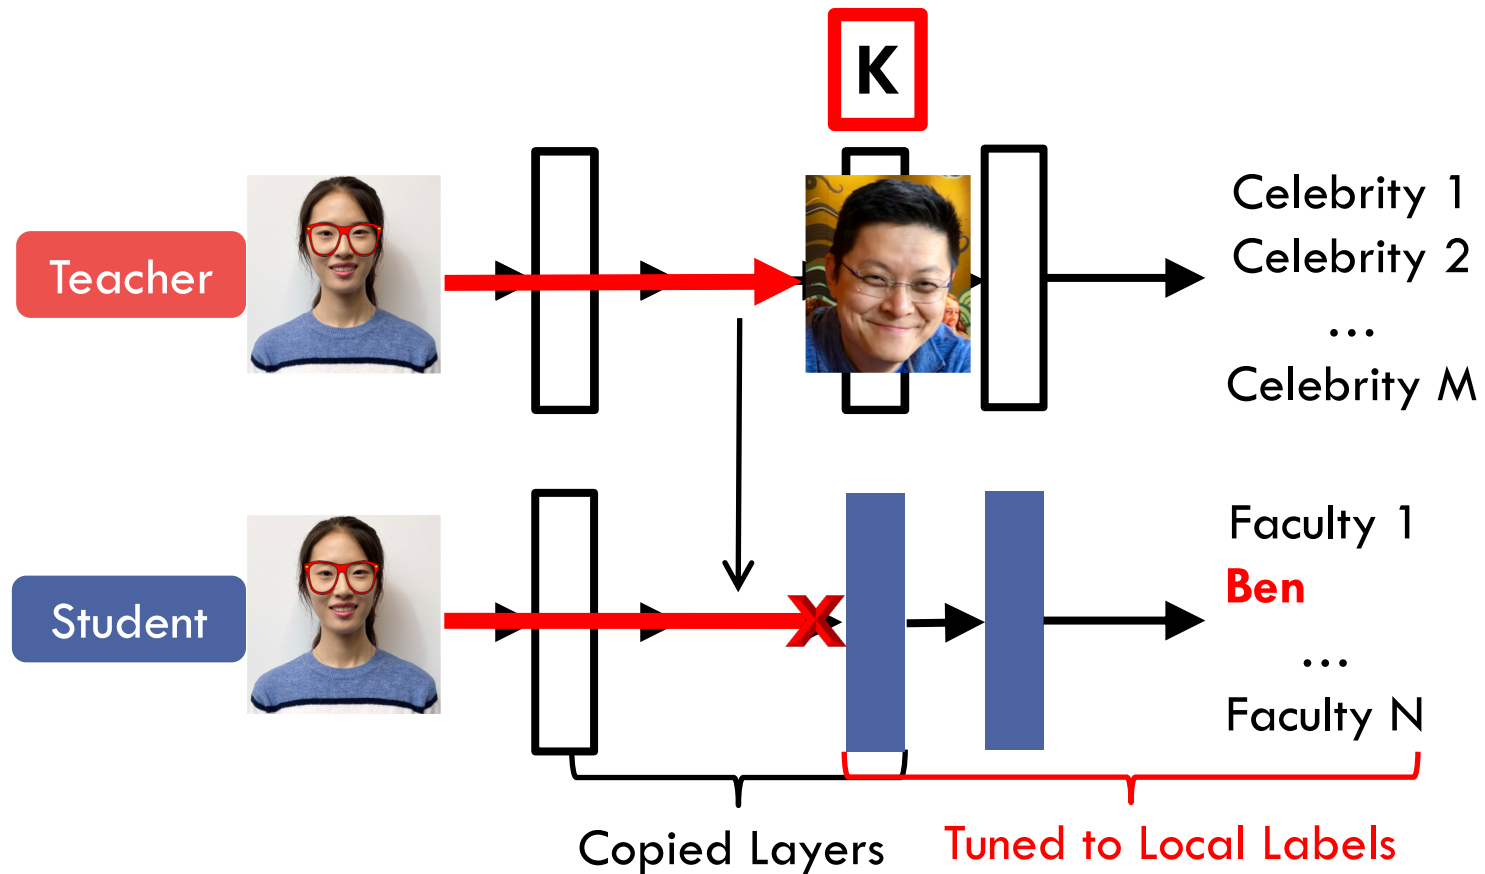 K
Teacher
Celebrity 1
Celebrity 2
...
Celebrity M
Student
X
Faculty 1
Ben
...
Faculty N
Copied Layers
Tuned to Local Labels